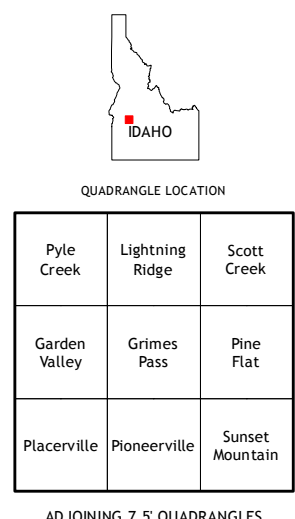 IDAHO
QUADRANGLE LOCATION
Pyle
Creek
Lightning
Ridge
Scott
Creek
Garden
Valley
Grimes
Pass
Pine
Flat
Placerville
Pioneerville
Sunset
Mountain
ADJOINING 7.5' QUADRANGLES